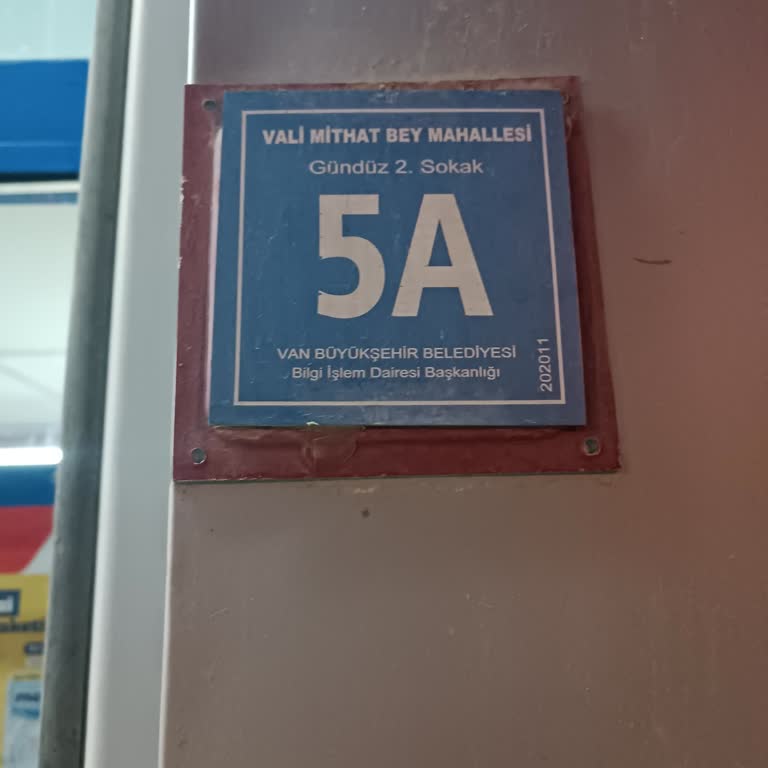 VALİ MİTHAT BEY MAHALLESİ
Gündüz 2. Sokak
5A
VAN BÜYÜKŞEHİR BELEDİYESİ
Bilgi İşlem Dairesi Başkanlığı
202011